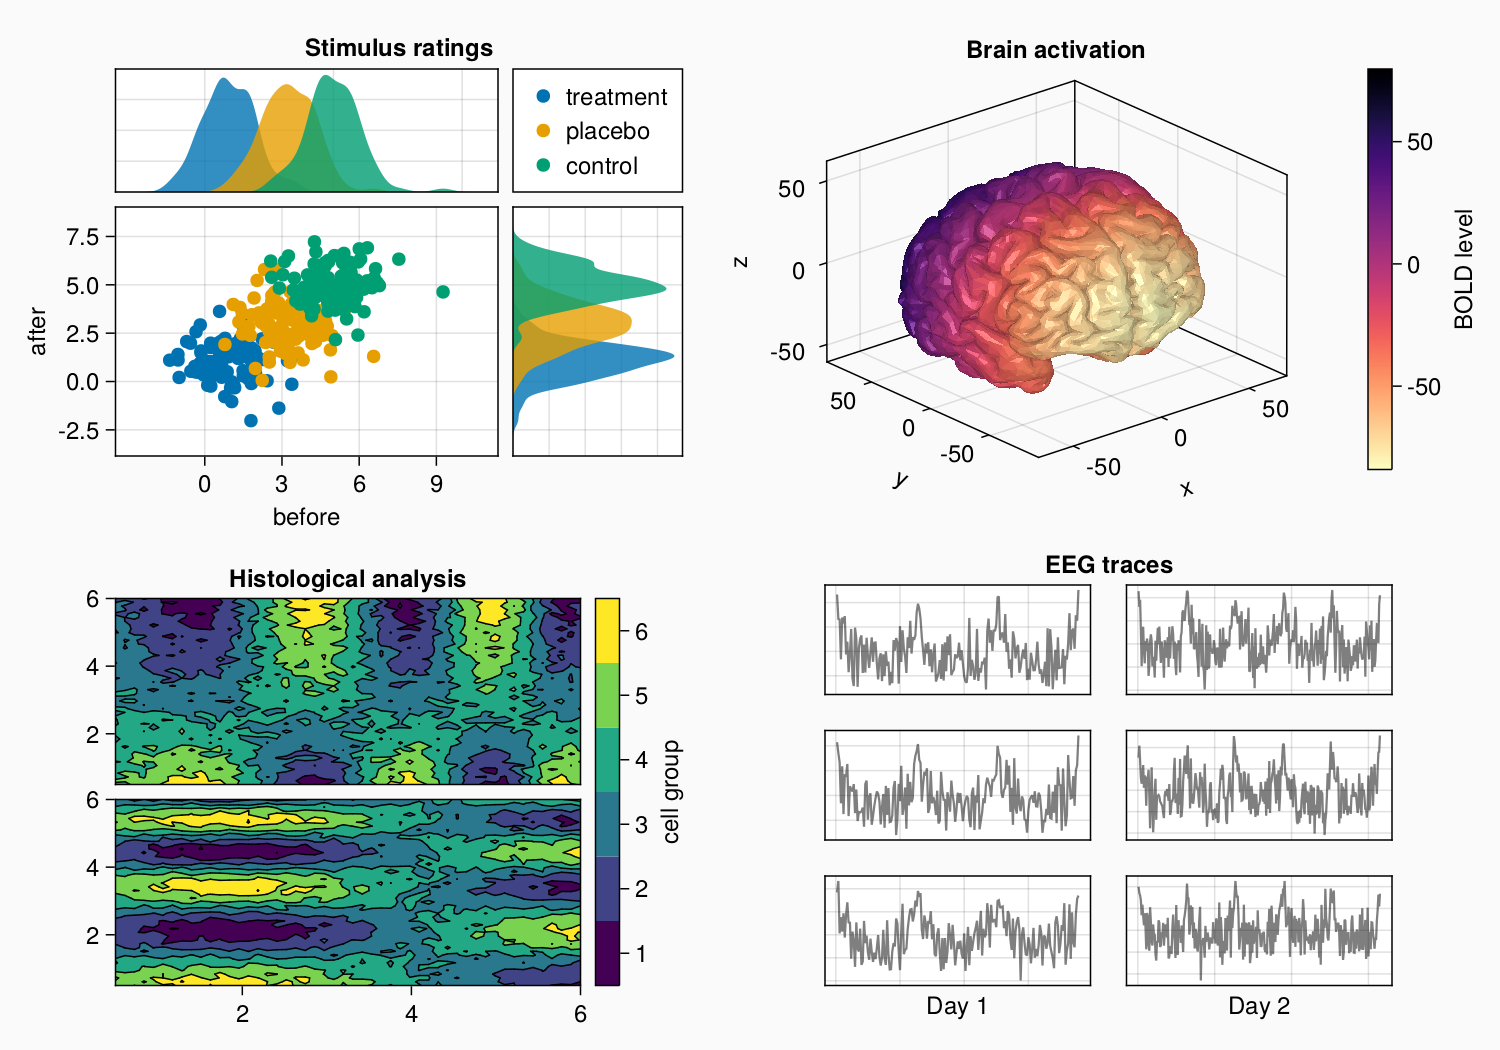 Stimulus ratings
treatment
placebo
control
7.5
5.0
2.5
0.0
-2.5
after
0
3
6
9
before
Brain activation
50
0
-50
z
50
0
-50
y
-50
0
50
x
50
0
-50
BOLD level
Histological analysis
6
4
2
6
4
2
2
4
6
6
5
4
3
2
1
cell group
EEG traces
Day 1
Day 2